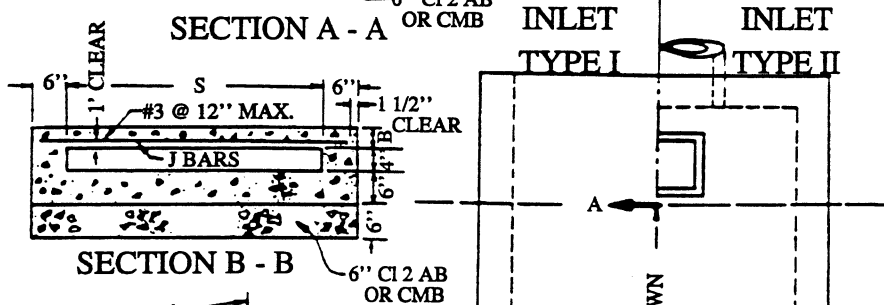 6" Cl 2 AB
OR CMB
SECTION A - A
INLET
TYPE I
INLET
TYPE II
1' CLEAR
6"
S
6"
1 1/2"
CLEAR
#3 @ 12" MAX.
J BARS
B
4"
6"
6"
SECTION B - B
6" Cl 2 AB
OR CMB
A
WN